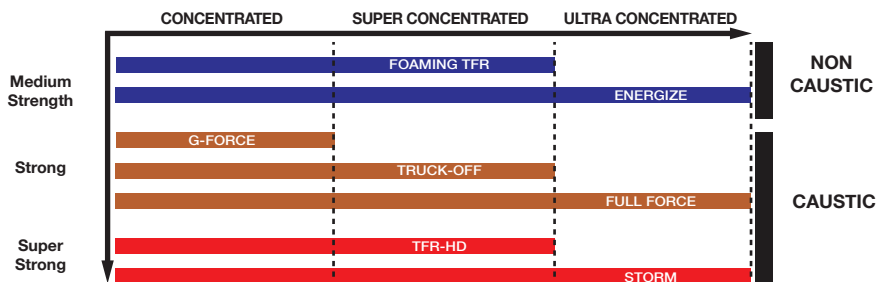 CONCENTRATED SUPER CONCENTRATED ULTRA CONCENTRATED
FOAMING TFR
NON
CAUSTIC
Medium
Strength
ENERGIZE
G-FORCE
Strong
TRUCK-OFF
FULL FORCE
CAUSTIC
Super
Strong
TFR-HD
STORM